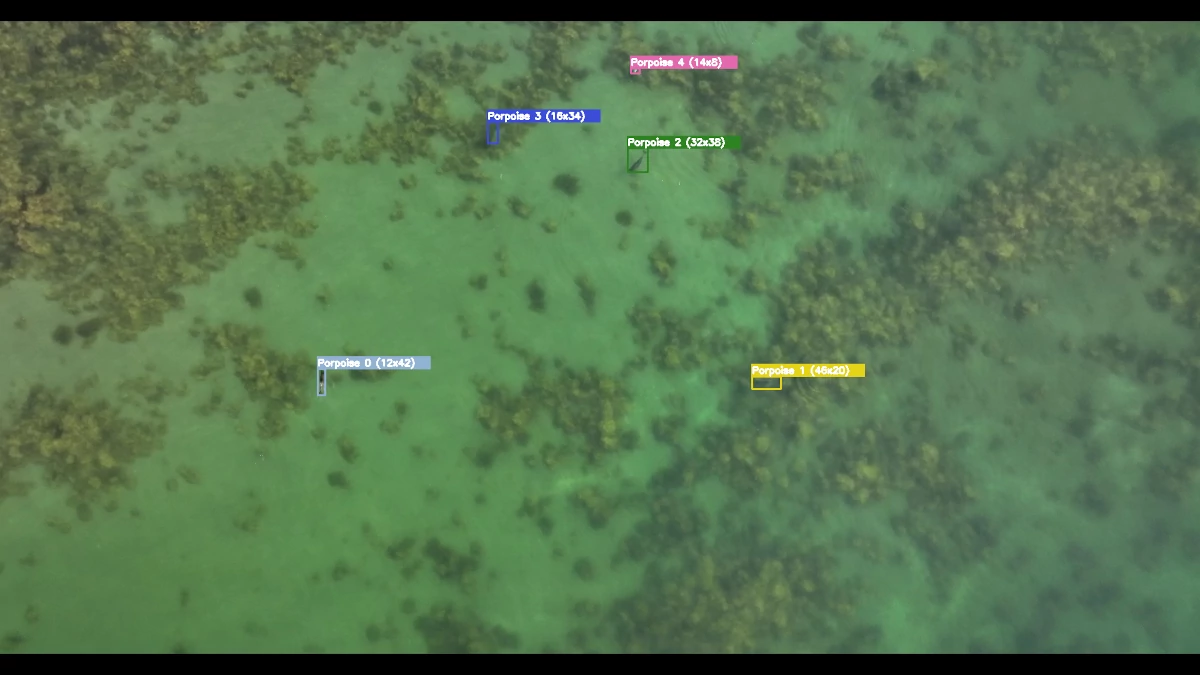 Porpoise 4 (14x8)
Porpoise 3 (16x34)
Porpoise 2 (32x38)
Porpoise 0 (12x42)
Porpoise 1 (46x20)